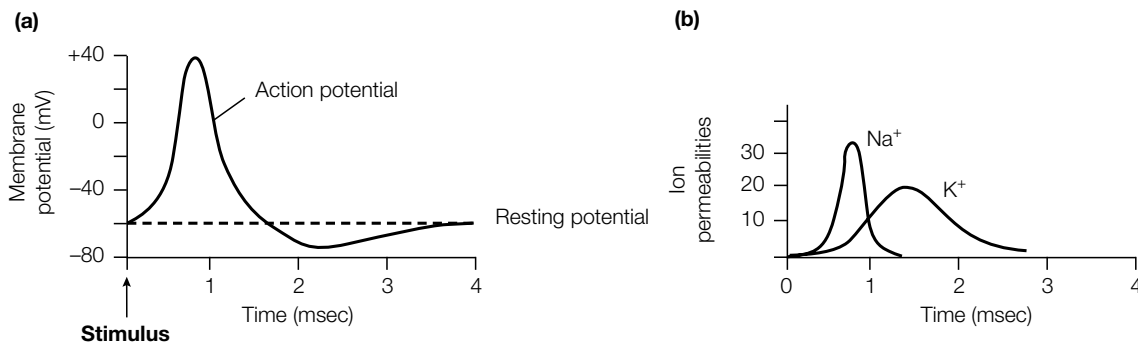 (a)
+40
0
–40
–80
Membrane
potential (mV)
Action potential
Resting potential
1
2
3
4
Time (msec)
Stimulus
(b)
Ion
permeabilities
30
20
10
Na+
K+
0
1
2
3
4
Time (msec)